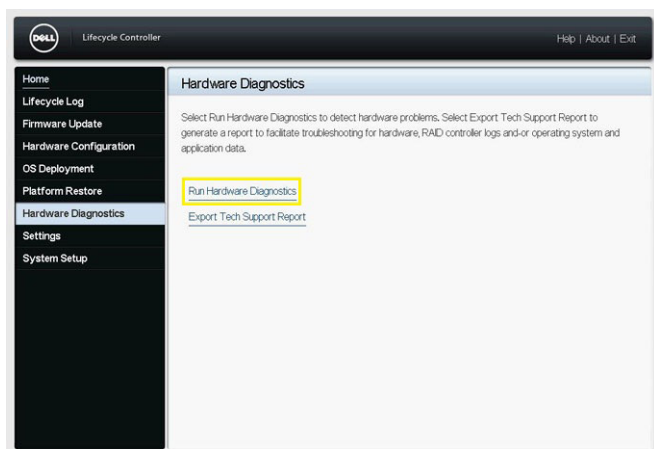 DELL
Lifecycle Controller
Help | About | Exit
Home
Lifecycle Log
Firmware Update
Hardware Configuration
OS Deployment
Platform Restore
Hardware Diagnostics
Settings
System Setup
Hardware Diagnostics
Select Run Hardware Diagnostics to detect hardware problems. Select Export Tech Support Report to
generate a report to facilitate troubleshooting for hardware, RAID controller logs and-or operating system and
application data.
Run Hardware Diagnostics
Export Tech Support Report